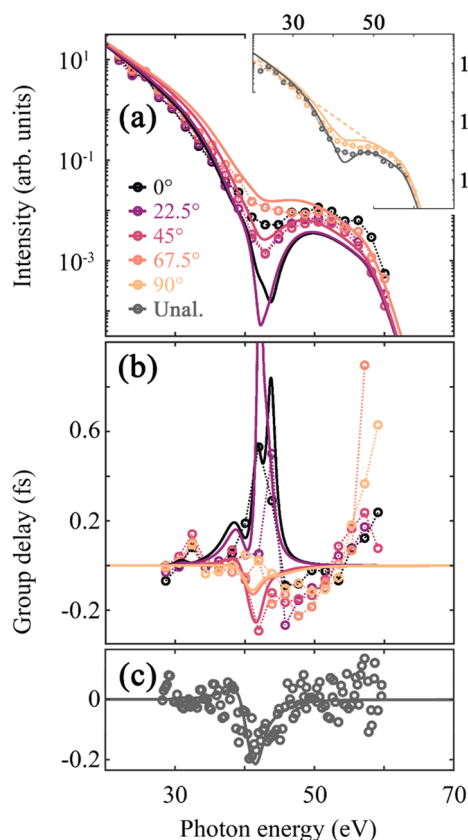 30 50
10¹
(a)
10⁻¹
10⁻³
Intensity (arb. units)
0°
22.5°
45°
67.5°
90°
Unal.
1
1
1
(b)
0.6
0.2
-0.2
Group delay (fs)
(c)
0
-0.2
30 50 70
Photon energy (eV)